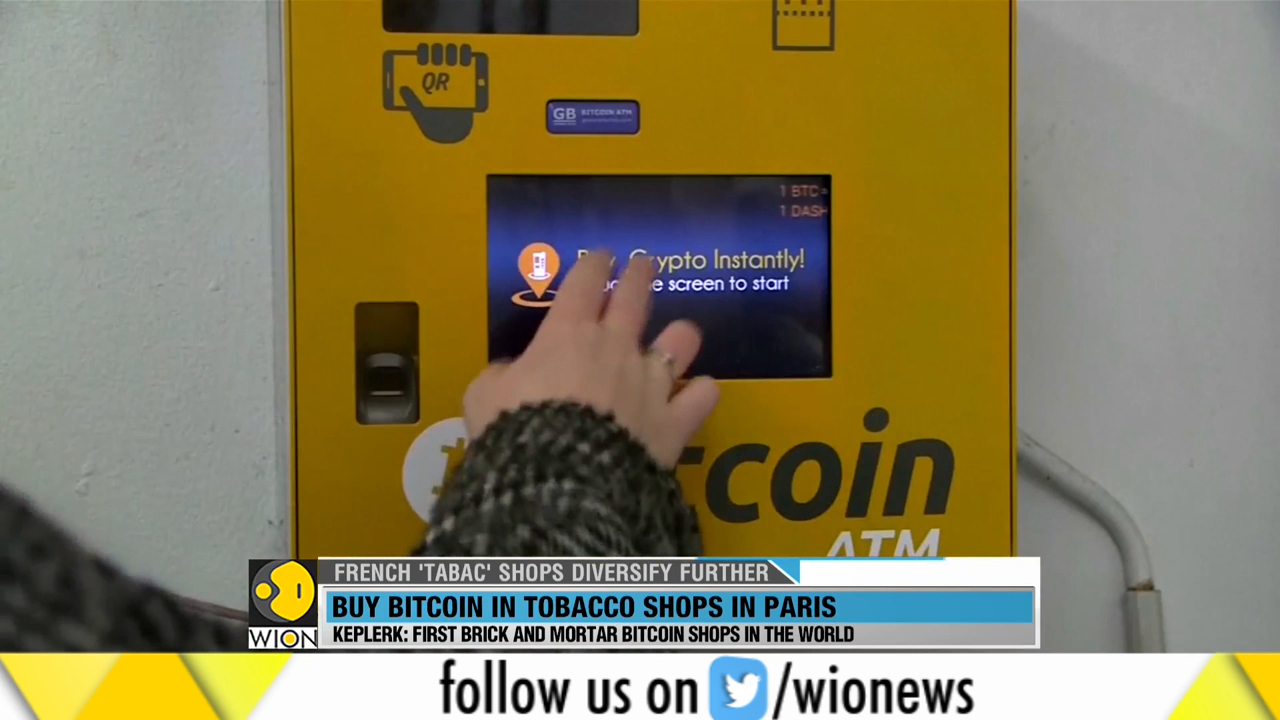 QR
GB BITCOIN ATM
1 BTC=
1 DASH
Crypto Instantly!
screen to start
coin
ATM
FRENCH 'TABAC' SHOPS DIVERSIFY FURTHER
BUY BITCOIN IN TOBACCO SHOPS IN PARIS
WION
KEPLERK: FIRST BRICK AND MORTAR BITCOIN SHOPS IN THE WORLD
follow us on /wionews